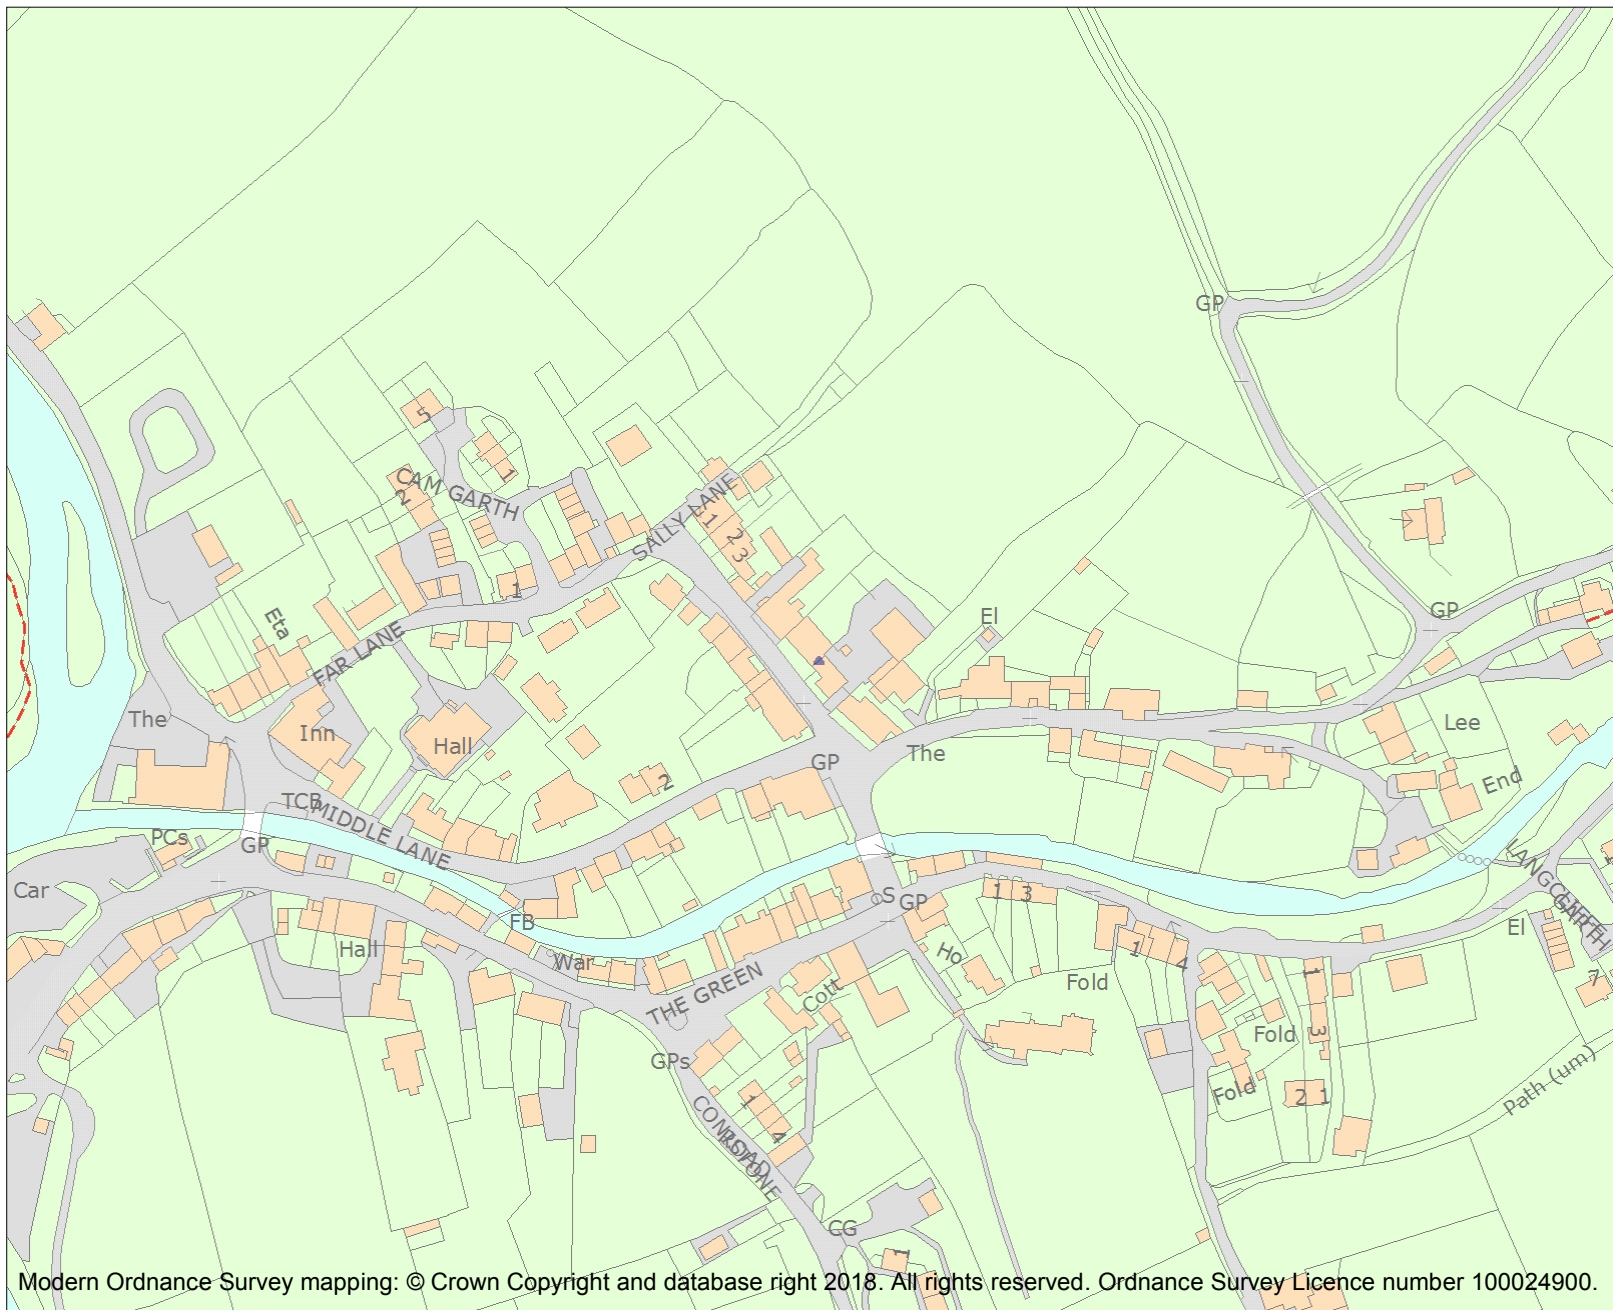 GP
5
1
CAM GARTH
2
SALLY LANE
1
2
3
1
El
GP
Eta
FAR LANE
The
Inn
Hall
GP
The
Lee
End
2
TCB
MIDDLE LANE
PCs
GP
Car
FB
S
GP
1
3
LANGCLIFFE
GARTH
El
Hall
War
Ho
1
4
Fold
1
7
THE GREEN
Cott
Fold
3
GPs
Path (um)
1
4
Fold
2
1
CONISTONE
ROAD
CG
1
Modern Ordnance Survey mapping: © Crown Copyright and database right 2018. All rights reserved. Ordnance Survey Licence number 100024900.